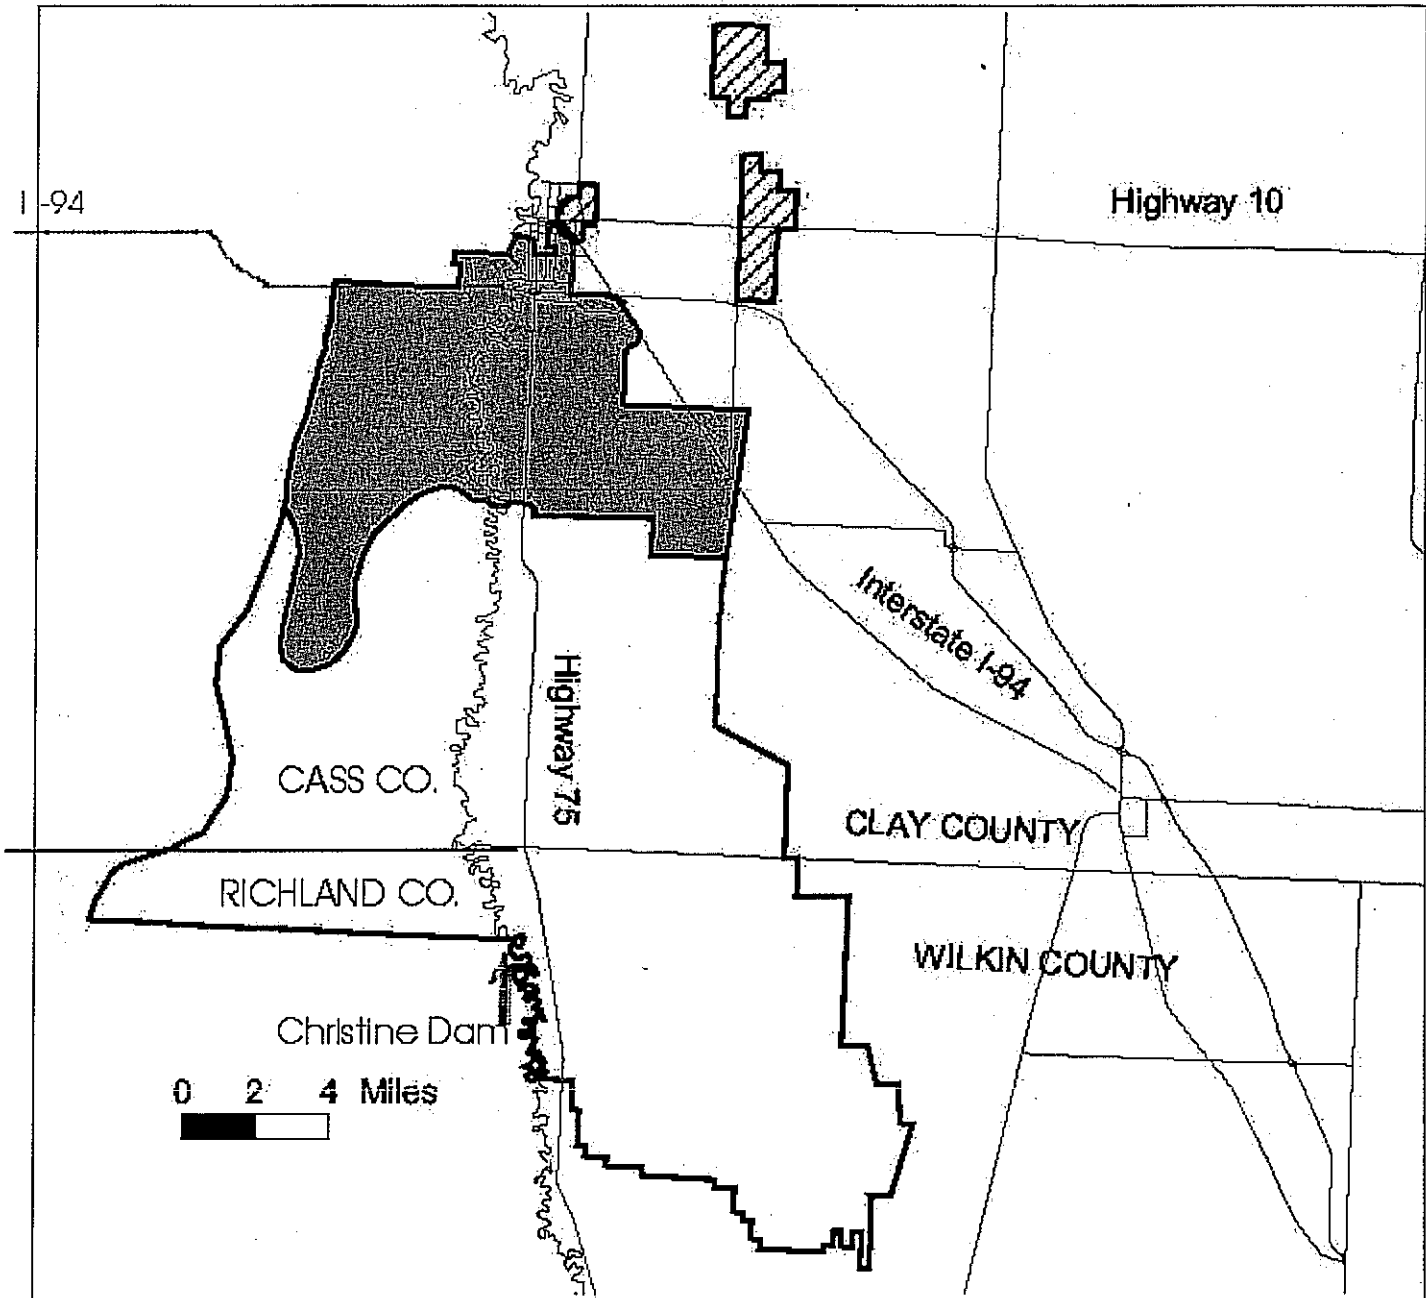 I-94
Highway 10
Interstate I-94
Highway 75
CASS CO.
CLAY COUNTY
RICHLAND CO.
WILKIN COUNTY
Christine Dam
0 2 4 Miles